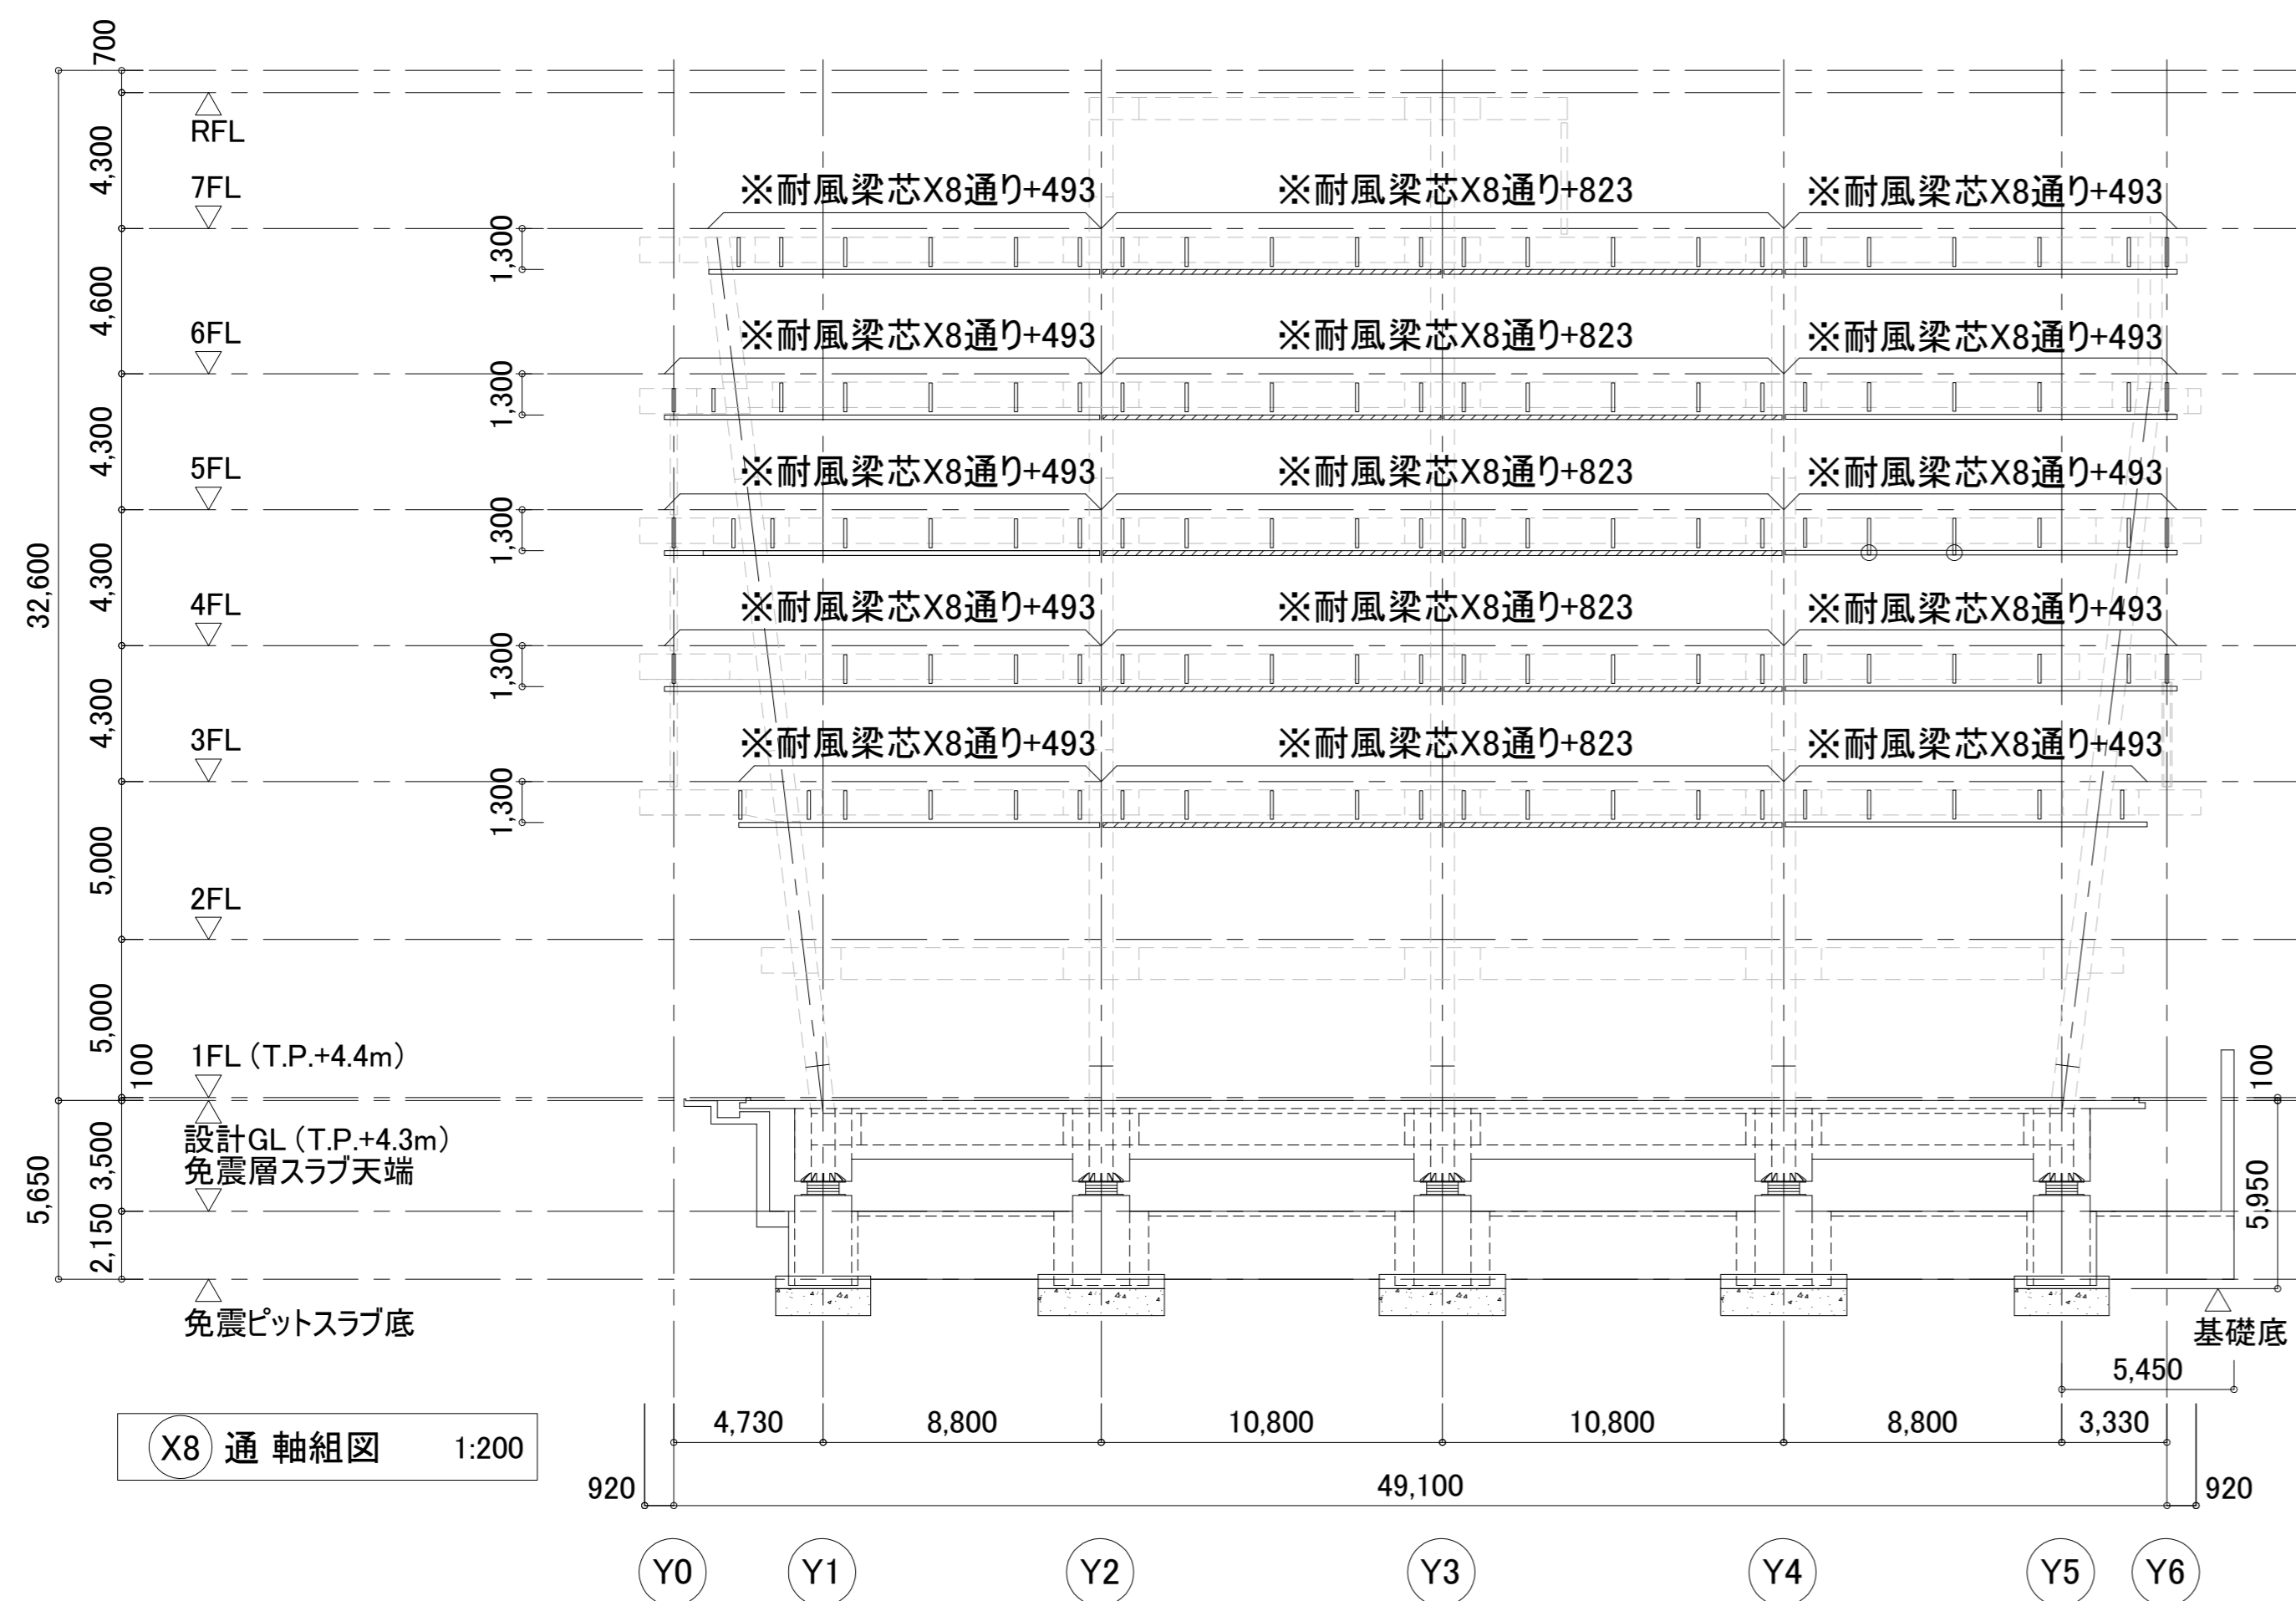 700
RFL
4,300
7FL
※耐風梁芯X8通り+493
※耐風梁芯X8通り+823
※耐風梁芯X8通り+493
1,300
4,600
6FL
※耐風梁芯X8通り+493
※耐風梁芯X8通り+823
※耐風梁芯X8通り+493
1,300
4,300
5FL
※耐風梁芯X8通り+493
※耐風梁芯X8通り+823
※耐風梁芯X8通り+493
1,300
32,600
4,300
4FL
※耐風梁芯X8通り+493
※耐風梁芯X8通り+823
※耐風梁芯X8通り+493
1,300
4,300
3FL
※耐風梁芯X8通り+493
※耐風梁芯X8通り+823
※耐風梁芯X8通り+493
1,300
5,000
2FL
5,000
1FL（T.P.+4.4m）
100
100
設計GL（T.P.+4.3m）
免震層スラブ天端
3,500
5,650
2,150
5,950
免震ピットスラブ底
基礎底
5,450
4,730
8,800
10,800
10,800
8,800
3,330
X8 通 軸組図 1:200
920
49,100
920
Y0
Y1
Y2
Y3
Y4
Y5
Y6